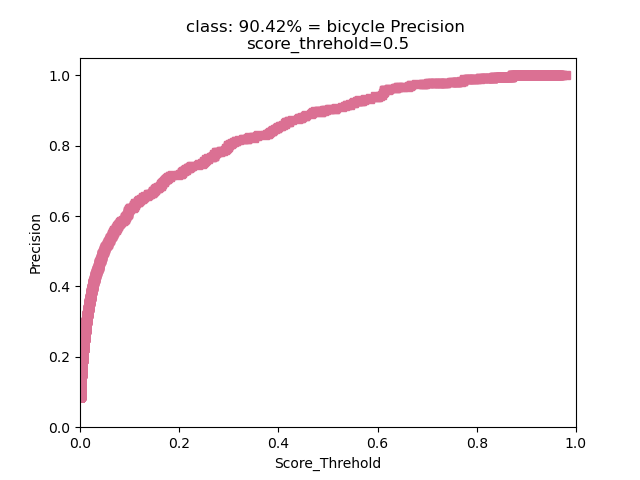 class: 90.42% = bicycle Precision
score_threhold=0.5
1.0
0.8
0.6
0.4
0.2
0.0
Precision
0.0 0.2 0.4 0.6 0.8 1.0
Score_Threhold